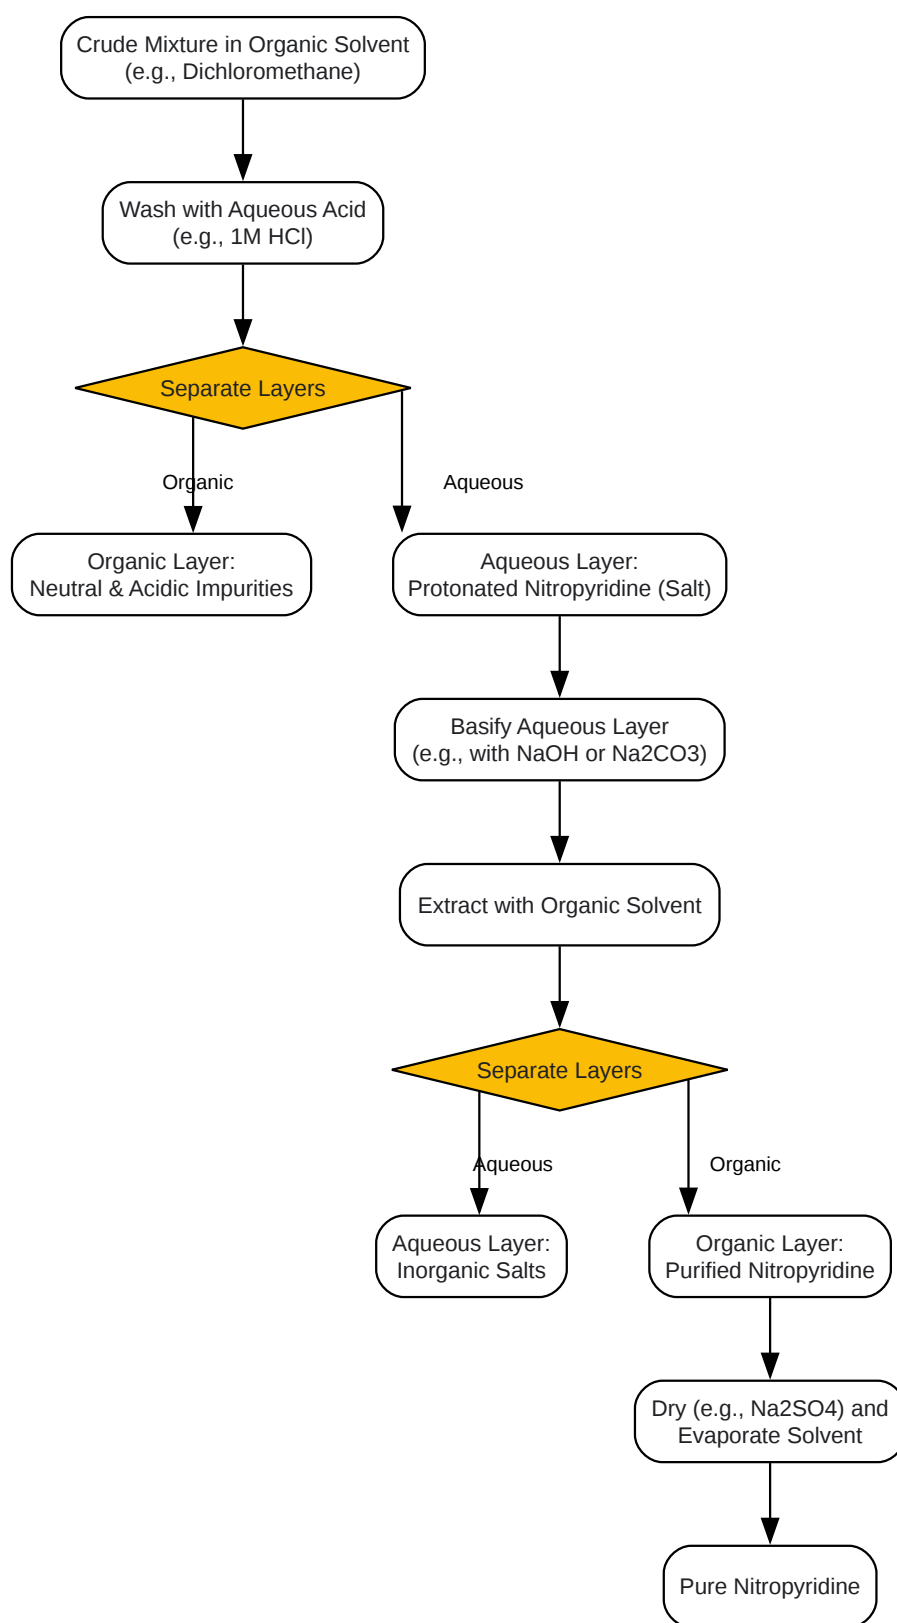 Crude Mixture in Organic Solvent
(e.g., Dichloromethane)
Wash with Aqueous Acid
(e.g., 1M HCl)
Separate Layers
Organic
Aqueous
Organic Layer:
Neutral & Acidic Impurities
Aqueous Layer:
Protonated Nitropyridine (Salt)
Basify Aqueous Layer
(e.g., with NaOH or Na2CO3)
Extract with Organic Solvent
Separate Layers
Aqueous
Organic
Aqueous Layer:
Inorganic Salts
Organic Layer:
Purified Nitropyridine
Dry (e.g., Na2SO4) and
Evaporate Solvent
Pure Nitropyridine